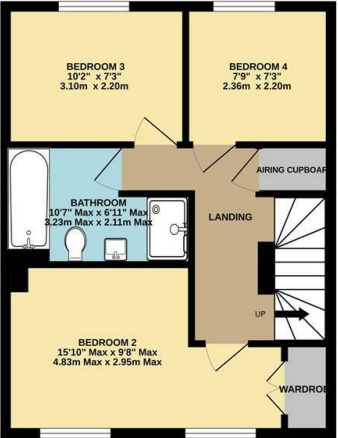 BEDROOM 3
10'2" x 7'3"
3.10m x 2.20m
BEDROOM 4
7'9" x 7'3"
2.36m x 2.20m
AIRING CUPBOAR
BATHROOM
10'7" Max x 6'11" Max
3.23m Max x 2.11m Max
LANDING
UP
BEDROOM 2
15'10" Max x 9'8" Max
4.83m Max x 2.95m Max
WARDROB